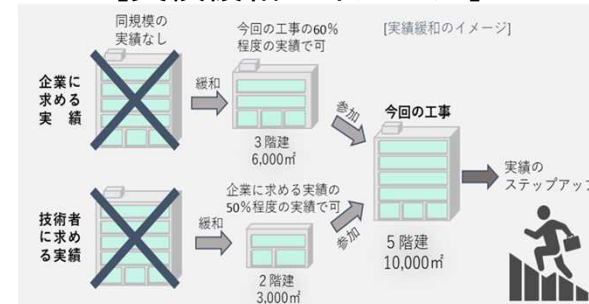 [実績緩和のイメージ]
同規模の
実績なし
今回の工事の60%
程度の実績で可
企業に
求める
実 績
緩和
3階建
6,000㎡
参加
今回の工事
5階建
10,000㎡
実績の
ステップアップ
技術者
に求め
る実績
緩和
企業に求める実績の
50%程度の実績で可
2階建
3,000㎡
参加